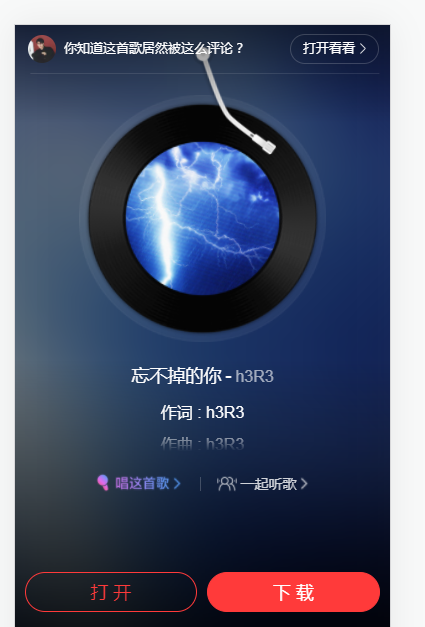 你知道这首歌居然被这么评论？
打开看看
忘不掉的你 - h3R3
作词 : h3R3
作曲 : h3R3
唱这首歌
一起听歌
打开
下载